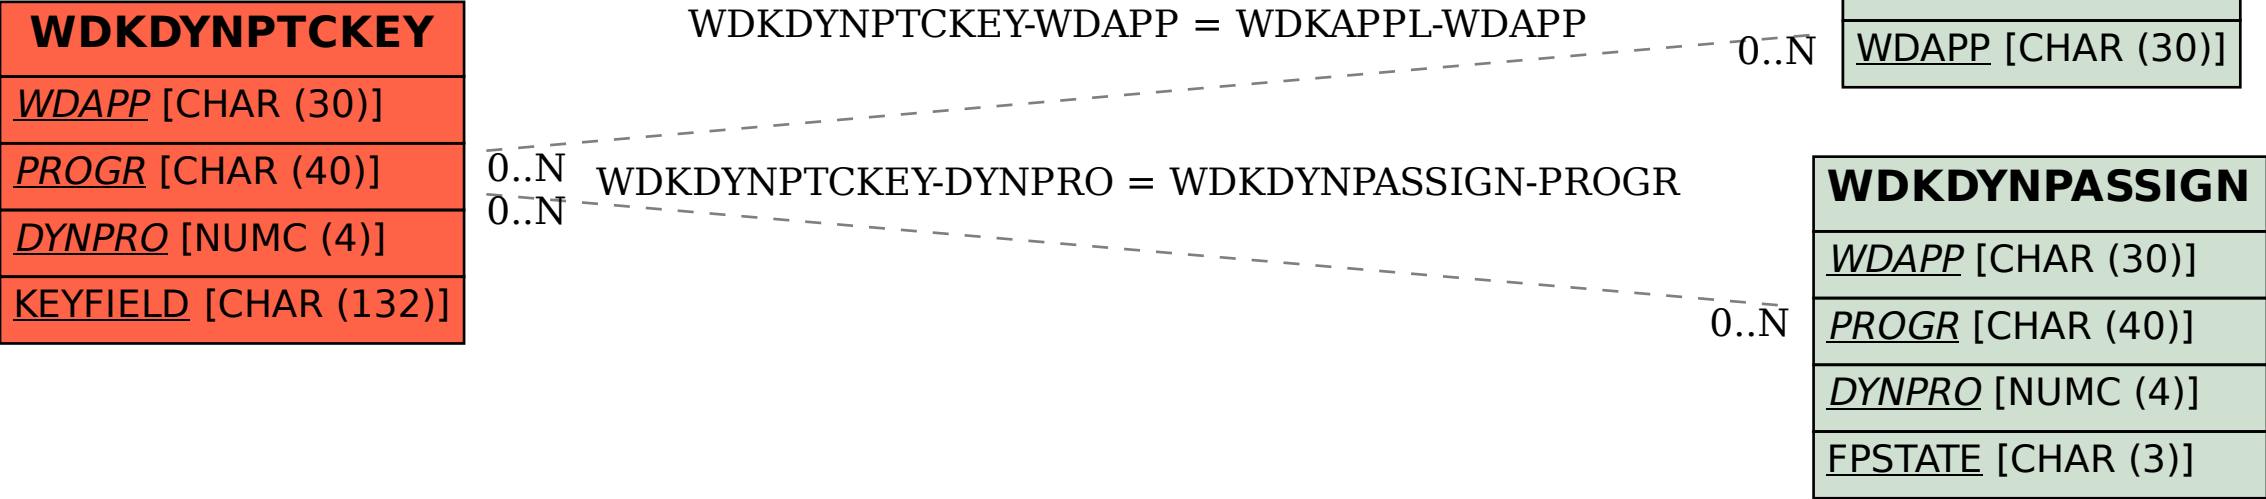 WDKDYNPTCKEY
WDAPP [CHAR (30)]
PROGR [CHAR (40)]
DYNPRO [NUMC (4)]
KEYFIELD [CHAR (132)]
WDKDYNPTCKEY-WDAPP = WDKAPPL-WDAPP
0..N
0..N
WDKDYNPTCKEY-DYNPRO = WDKDYNPASSIGN-PROGR
0..N
0..N
WDAPP [CHAR (30)]
WDKDYNPASSIGN
WDAPP [CHAR (30)]
PROGR [CHAR (40)]
DYNPRO [NUMC (4)]
FPSTATE [CHAR (3)]